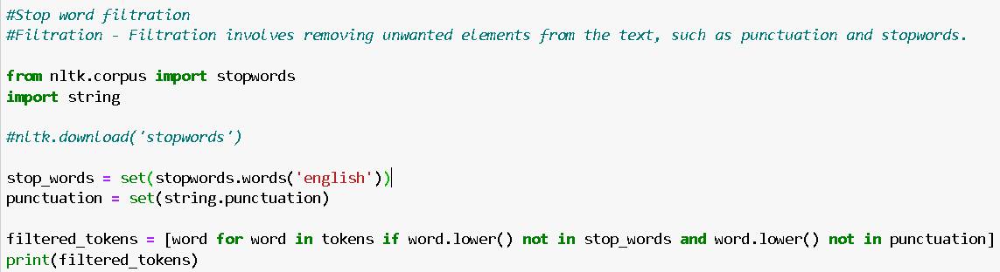 #Stop word filtration
#Filtration - Filtration involves removing unwanted elements from the text, such as punctuation and stopwords.
from nltk.corpus import stopwords
import string
#nltk.download('stopwords')
stop_words = set(stopwords.words('english'))
punctuation = set(string.punctuation)
filtered_tokens = [word for word in tokens if word.lower() not in stop_words and word.lower() not in punctuation]
print(filtered_tokens)